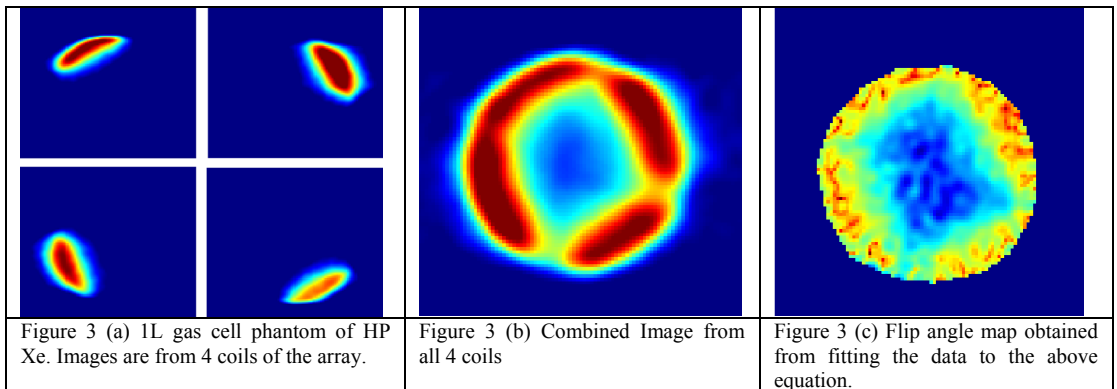 Figure 3 (a) 1L gas cell phantom of HP
Xe. Images are from 4 coils of the array.
Figure 3 (b) Combined Image from
all 4 coils
Figure 3 (c) Flip angle map obtained
from fitting the data to the above
equation.